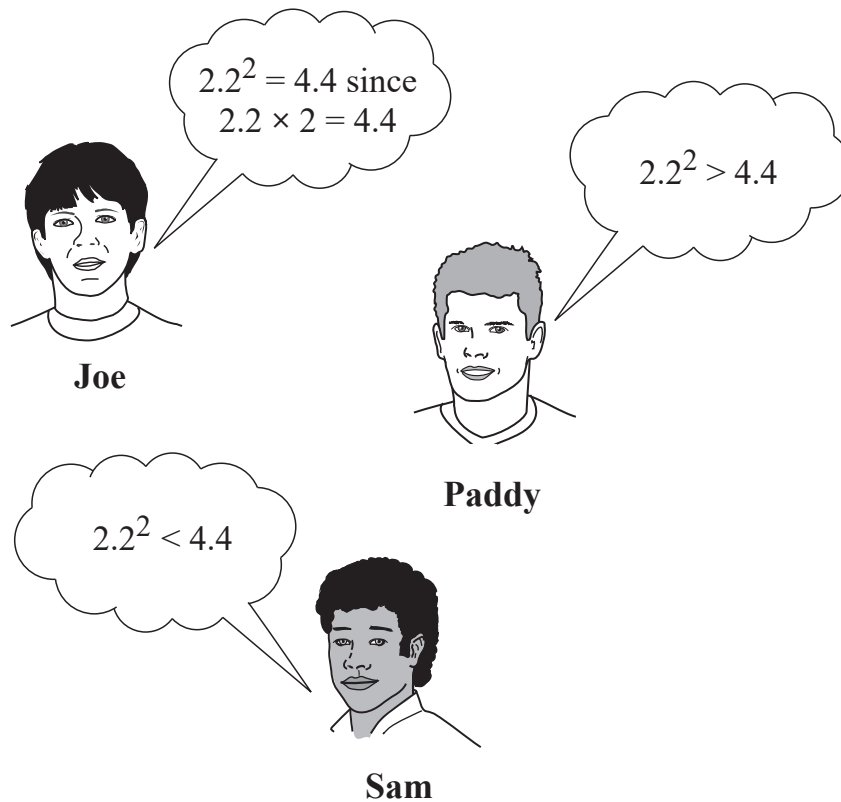 2.2² = 4.4 since
2.2 × 2 = 4.4
Joe
2.2² > 4.4
Paddy
2.2² < 4.4
Sam